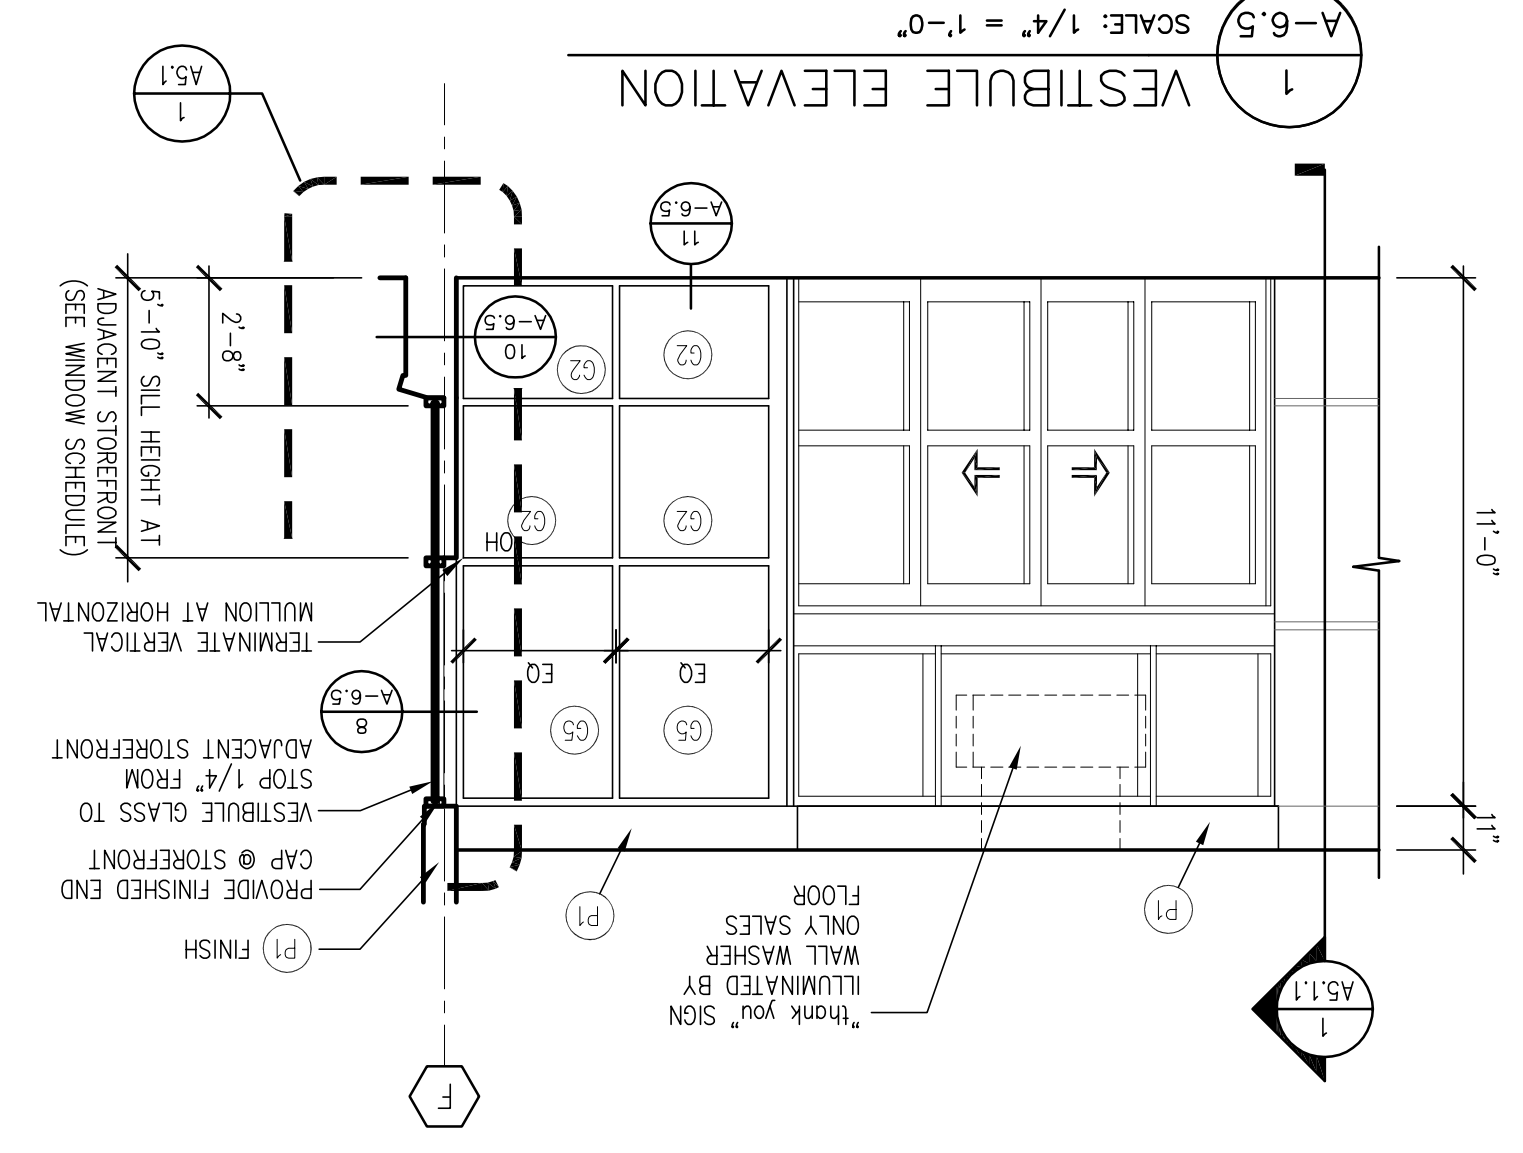 F
1
A5.1.1
"thank you" SIGN
ILLUMINATED BY
WALL WASHER
ONLY SALES
FLOOR
P1 FINISH
PROVIDE FINISHED END
CAP @ STOREFRONT
P1
P1
VESTIBULE GLASS TO
STOP 1/4" FROM
ADJACENT STOREFRONT
11"
G5
G5
8
A-6.5
EQ
EQ
TERMINATE VERTICAL
MULLION AT HORIZONTAL
11'-0"
OH
G2
G2
5'-10" SILL HEIGHT AT
ADJACENT STOREFRONT
(SEE WINDOW SCHEDULE)
2'-8"
G2
G2
10
A-6.5
11
A-6.5
1
A5.1
1
A-6.5
VESTIBULE ELEVATION
SCALE: 1/4" = 1'-0"